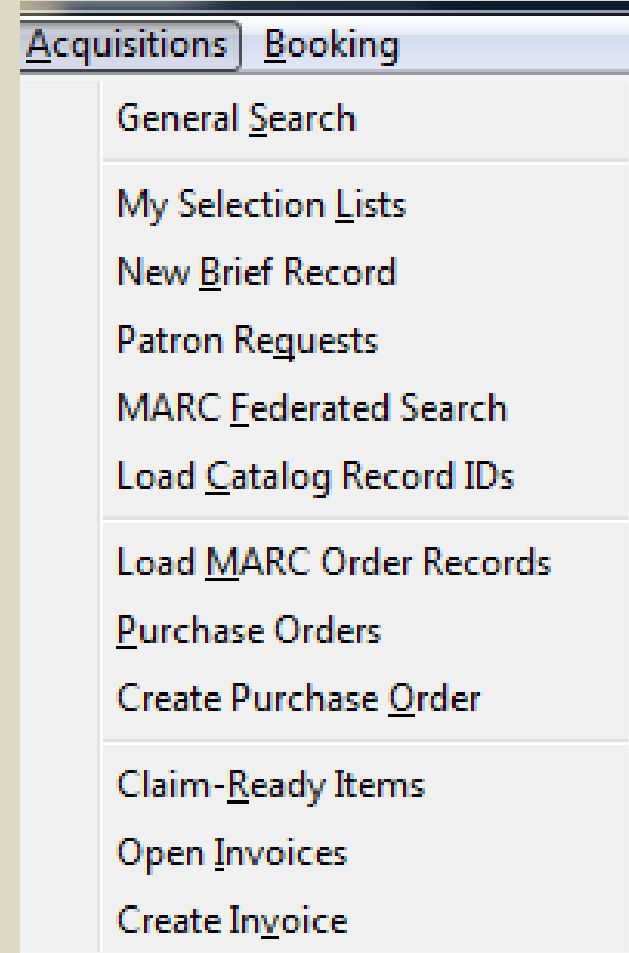 Acquisitions Booking
General Search
My Selection Lists
New Brief Record
Patron Requests
MARC Federated Search
Load Catalog Record IDs
Load MARC Order Records
Purchase Orders
Create Purchase Order
Claim-Ready Items
Open Invoices
Create Invoice